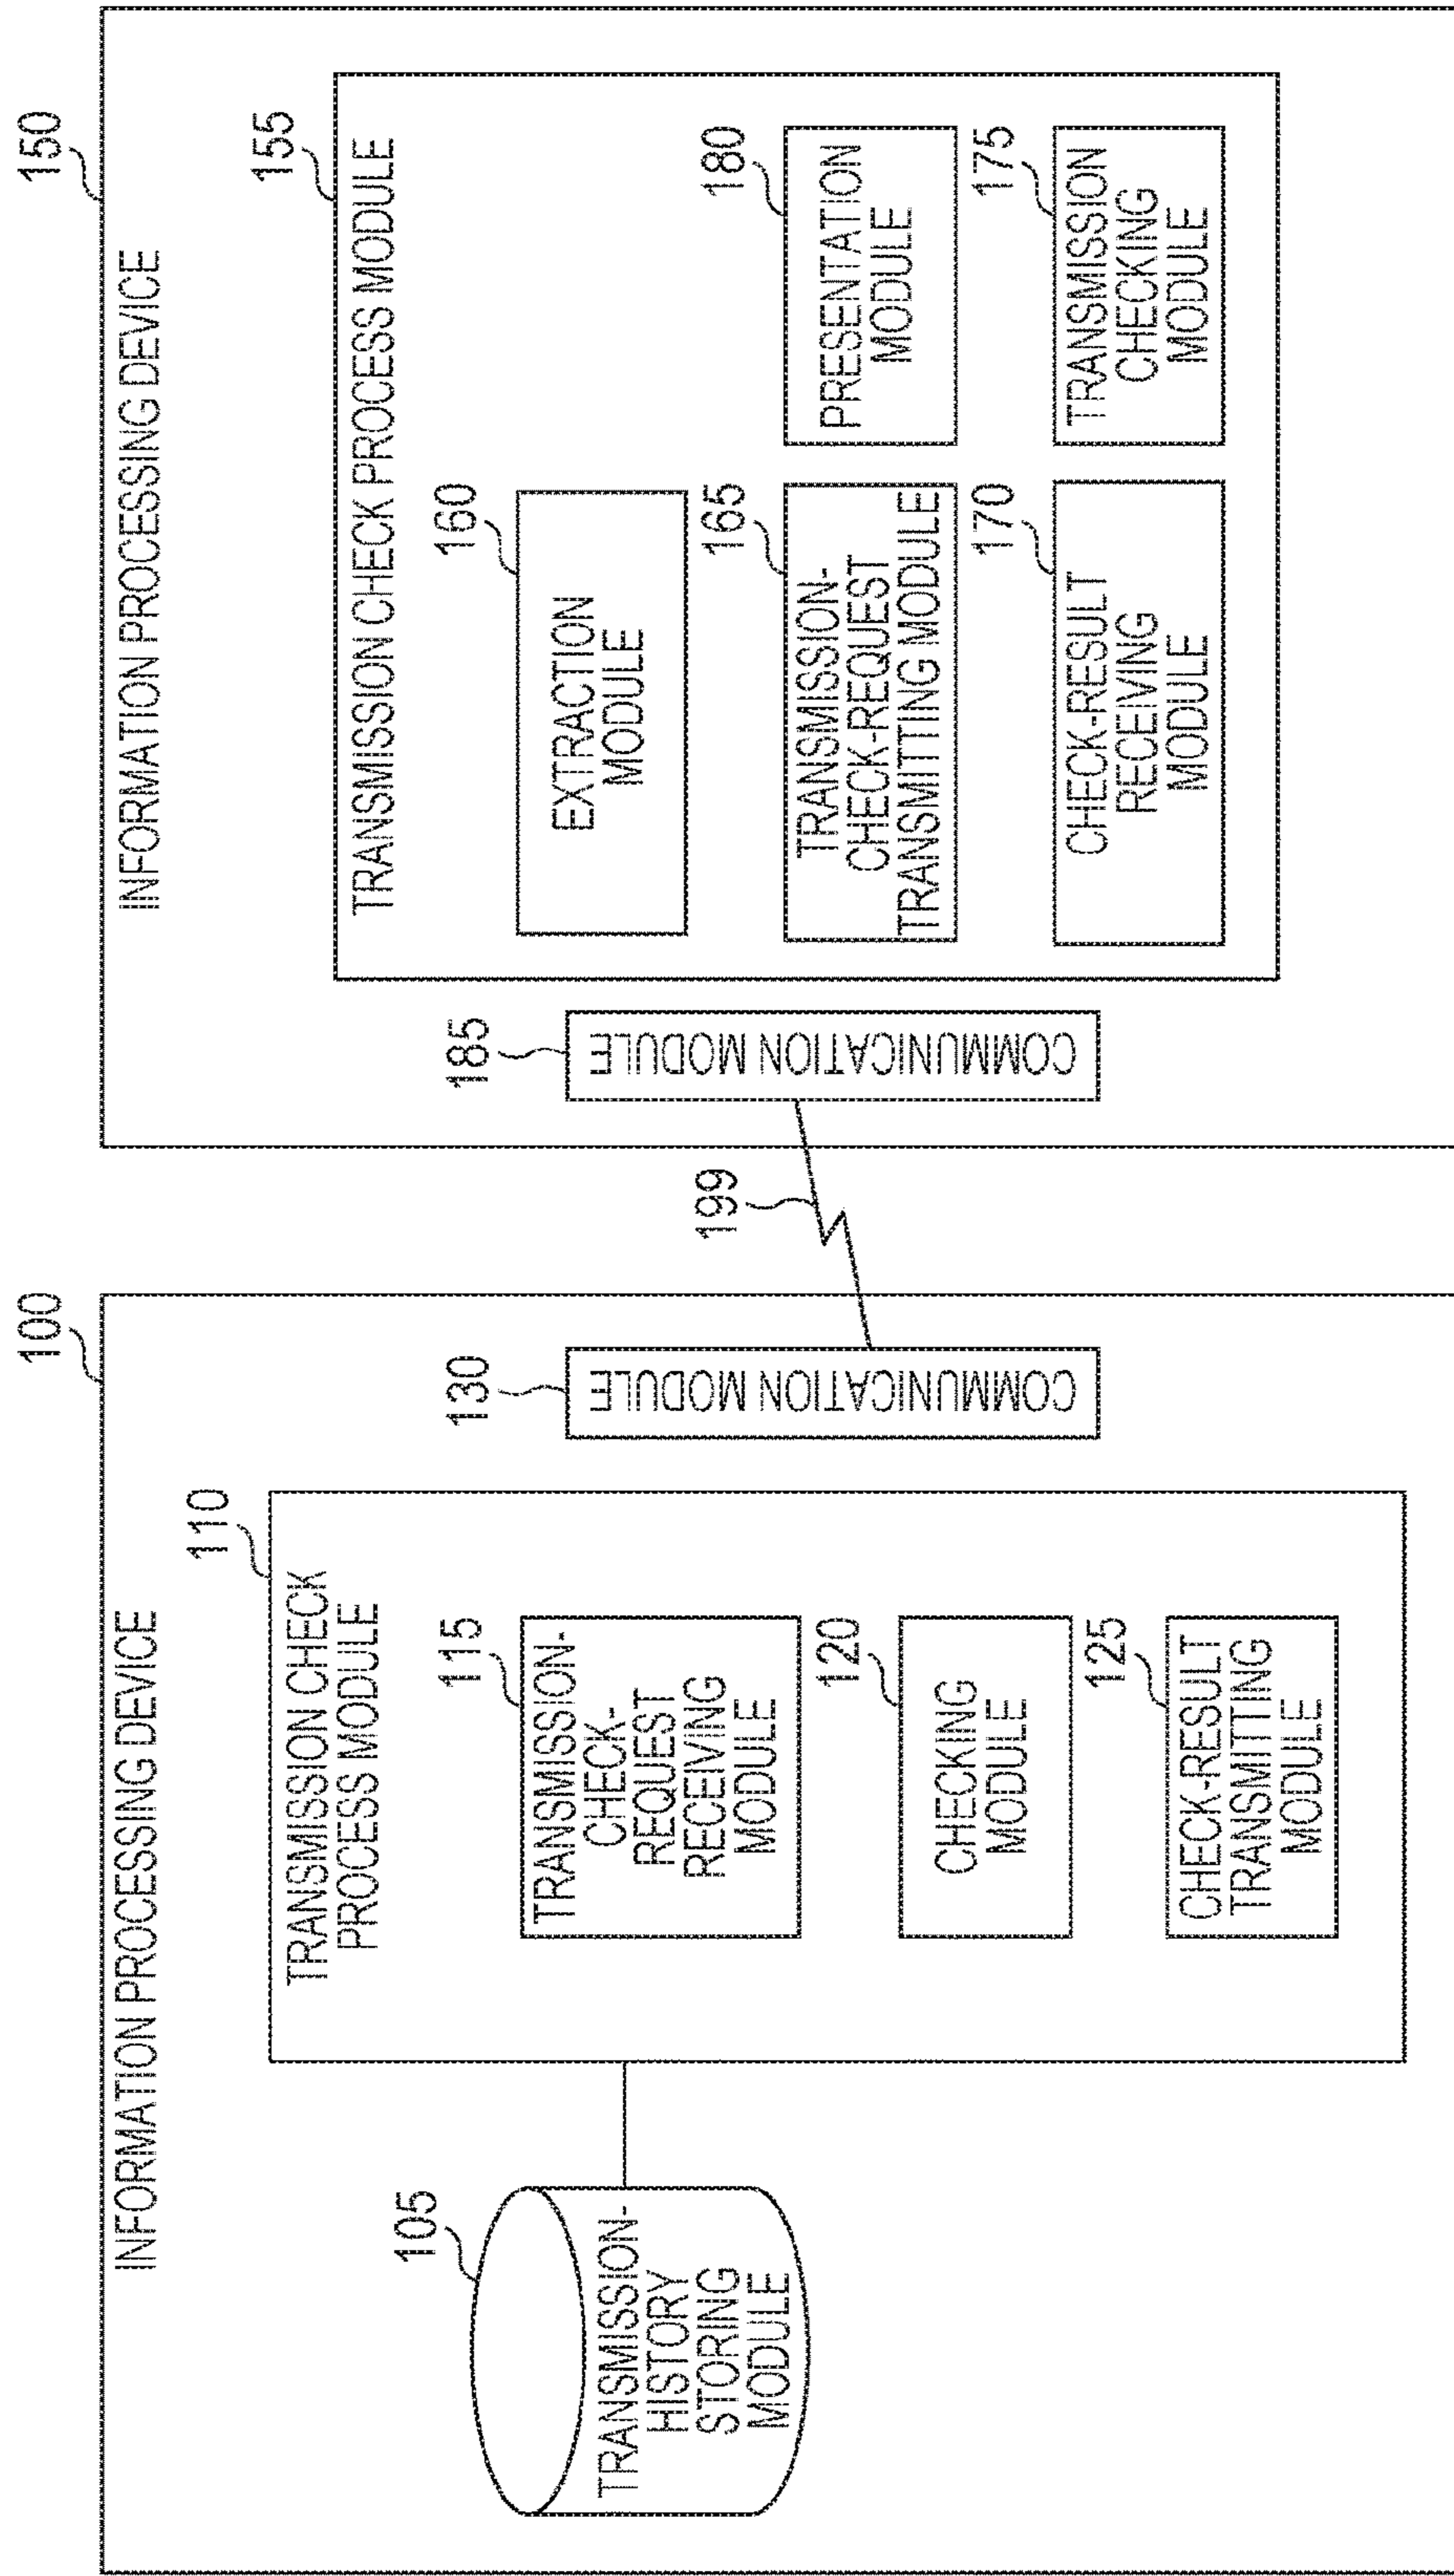 100
INFORMATION PROCESSING DEVICE
105
TRANSMISSION-
HISTORY
STORING
MODULE
110
TRANSMISSION CHECK
PROCESS MODULE
115
TRANSMISSION-
CHECK-
REQUEST
RECEIVING
MODULE
120
CHECKING
MODULE
125
CHECK-RESULT
TRANSMITTING
MODULE
130
COMMUNICATION MODULE
199
150
INFORMATION PROCESSING DEVICE
185
COMMUNICATION MODULE
155
TRANSMISSION CHECK PROCESS MODULE
160
EXTRACTION
MODULE
165
TRANSMISSION-
CHECK-REQUEST
TRANSMITTING MODULE
180
PRESENTATION
MODULE
170
CHECK-RESULT
RECEIVING
MODULE
175
TRANSMISSION
CHECKING
MODULE